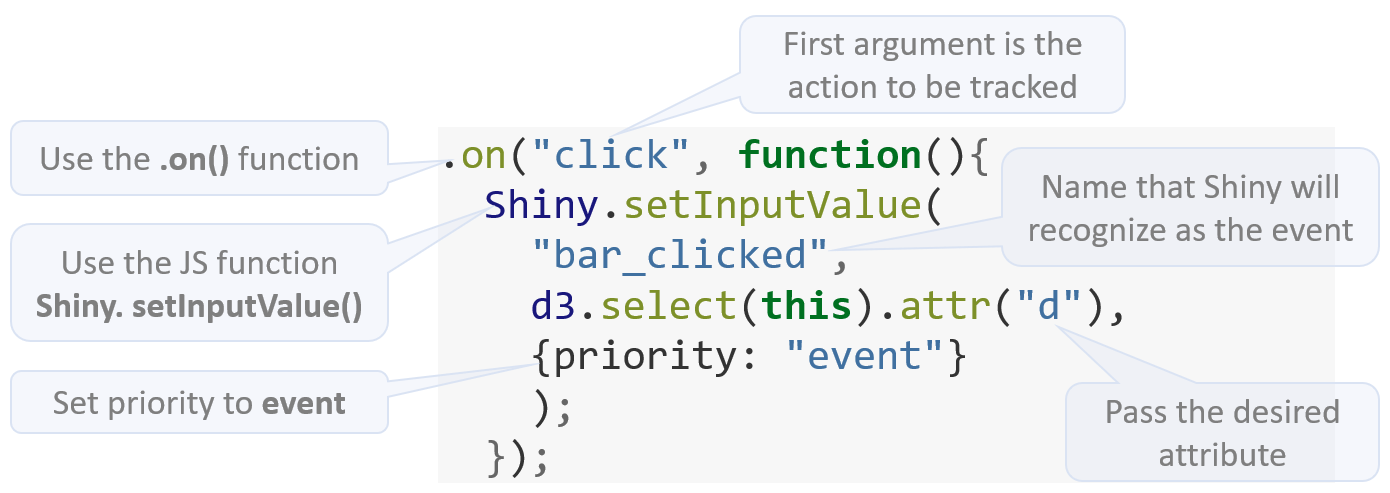 First argument is the
action to be tracked
Use the .on() function
.on("click", function(){
Shiny.setInputValue(
Name that Shiny will
recognize as the event
"bar_clicked",
Use the JS function
Shiny. setInputValue()
d3.select(this).attr("d"),
{priority: "event"}
Set priority to event
);
Pass the desired
attribute
});